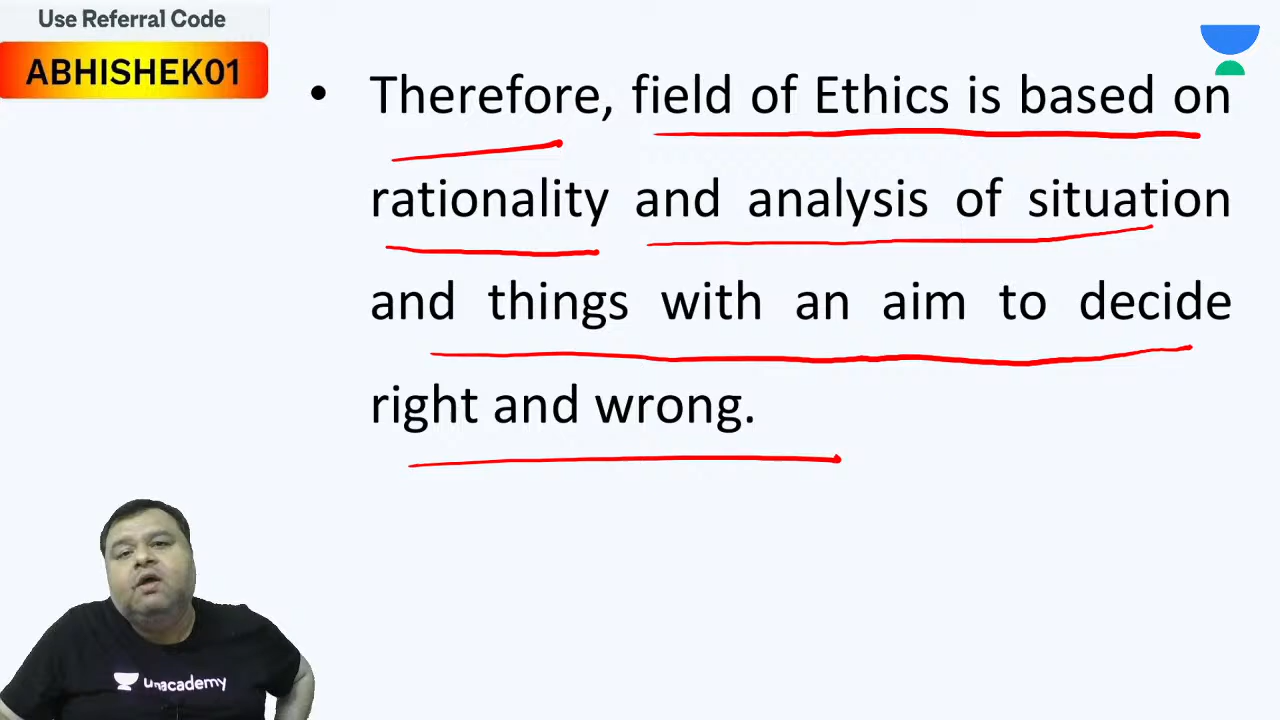 Use Referral Code
ABHISHEK01
• Therefore, field of Ethics is based on
rationality and analysis of situation
and things with an aim to decide
right and wrong.
unacademy